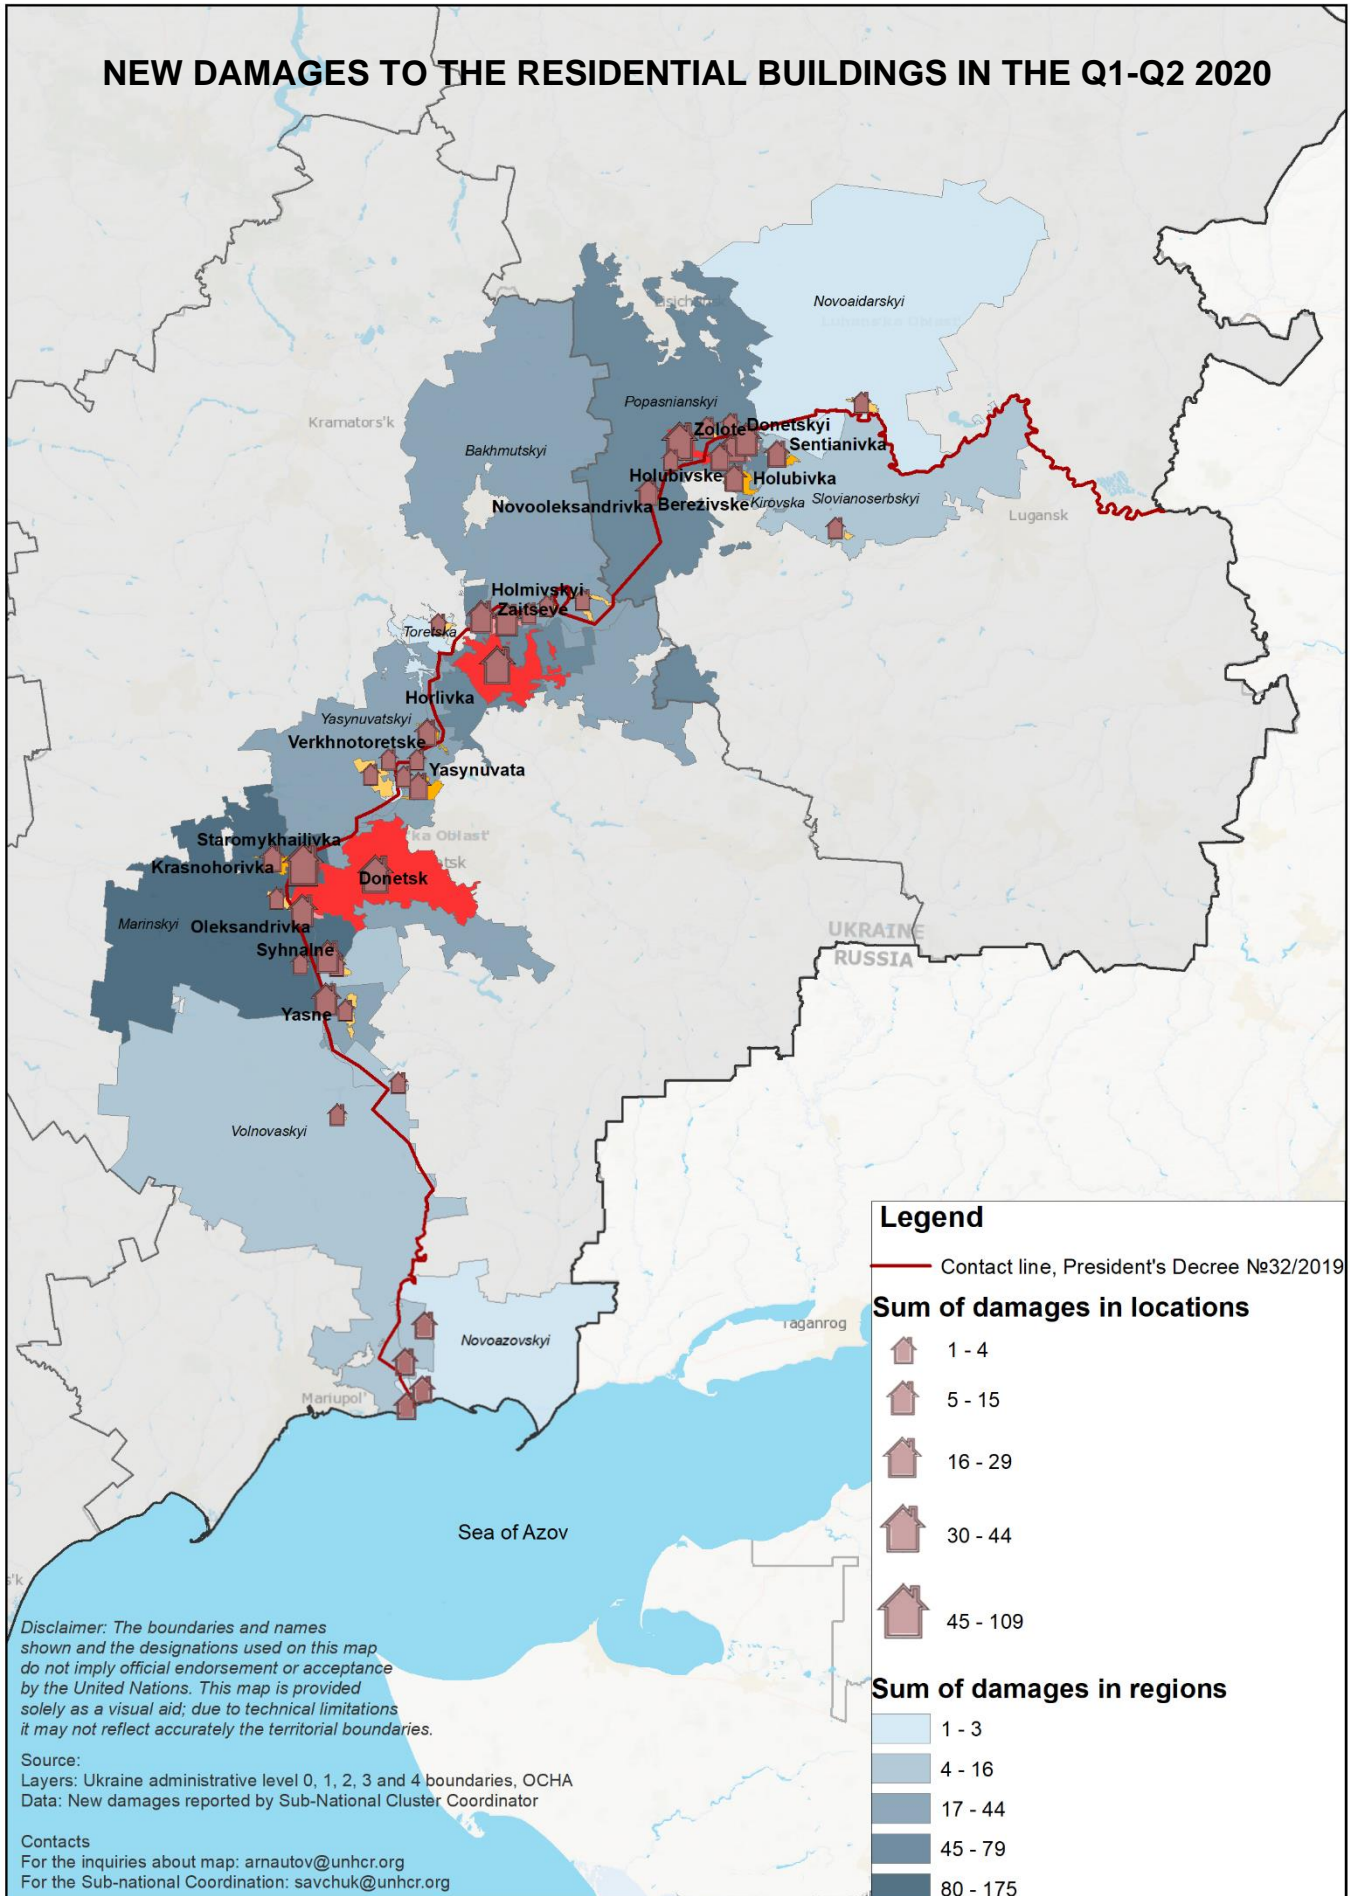 NEW DAMAGES TO THE RESIDENTIAL BUILDINGS IN THE Q1-Q2 2020
Novoaidarskyi
Kramators'k
Popasnianskyi
Bakhmutskyi
Zolote
Donetskyi
Sentianivka
Holubivske
Holubivka
Novooleksandrivka
Berezivske
Kirovska
Slovianoserbskyi
Lugansk
Holmivskyi
Zaitseve
Toretska
Horlivka
Yasynuvatskyi
Verkhnotoretske
Yasynuvata
Staromykhailivka
ka Oblast'
Krasnohorivka
tsk
Donetsk
Marinskyi
Oleksandrivka
Syhnalne
UKRAINE
RUSSIA
Yasne
Volnovaskyi
Novoazovskyi
Mariupol'
Taganrog
Sea of Azov
s'k
Legend
Contact line, President's Decree №32/2019
Sum of damages in locations
1 - 4
5 - 15
16 - 29
30 - 44
45 - 109
Sum of damages in regions
1 - 3
4 - 16
17 - 44
45 - 79
80 - 175
Disclaimer: The boundaries and names
shown and the designations used on this map
do not imply official endorsement or acceptance
by the United Nations. This map is provided
solely as a visual aid; due to technical limitations
it may not reflect accurately the territorial boundaries.
Source:
Layers: Ukraine administrative level 0, 1, 2, 3 and 4 boundaries, OCHA
Data: New damages reported by Sub-National Cluster Coordinator
Contacts
For the inquiries about map: arnautov@unhcr.org
For the Sub-national Coordination: savchuk@unhcr.org